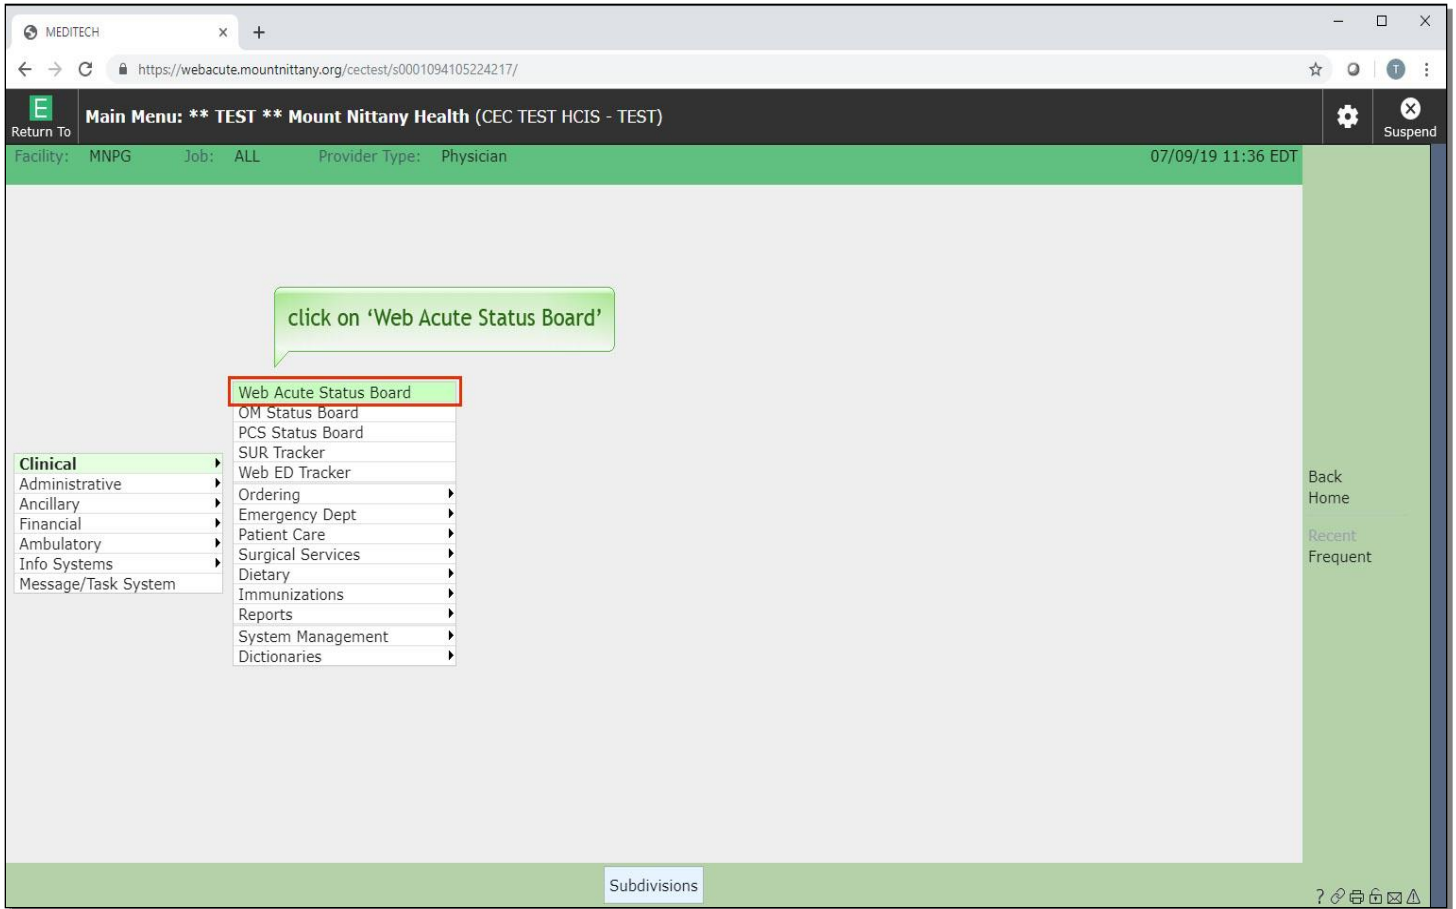 MEDITECH
https://webacute.mountnittany.org/cectest/s0001094105224217/
T
E
Return To
Main Menu: ** TEST ** Mount Nittany Health (CEC TEST HCIS - TEST)
Suspend
Facility: MNPG Job: ALL Provider Type: Physician 07/09/19 11:36 EDT
click on ‘Web Acute Status Board’
Web Acute Status Board
OM Status Board
PCS Status Board
SUR Tracker
Web ED Tracker
Ordering
Emergency Dept
Patient Care
Surgical Services
Dietary
Immunizations
Reports
System Management
Dictionaries
Clinical
Administrative
Ancillary
Financial
Ambulatory
Info Systems
Message/Task System
Back
Home
Recent
Frequent
Subdivisions
?